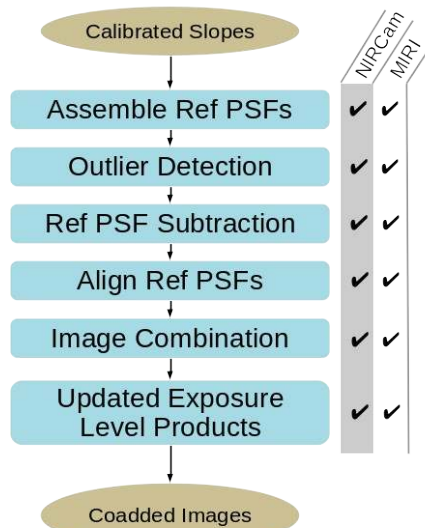 Calibrated Slopes
NIRCam
MIRI
Assemble Ref PSFs
✔ ✔
Outlier Detection
✔ ✔
Ref PSF Subtraction
✔ ✔
Align Ref PSFs
✔ ✔
Image Combination
✔ ✔
Updated Exposure
Level Products
✔ ✔
Coadded Images